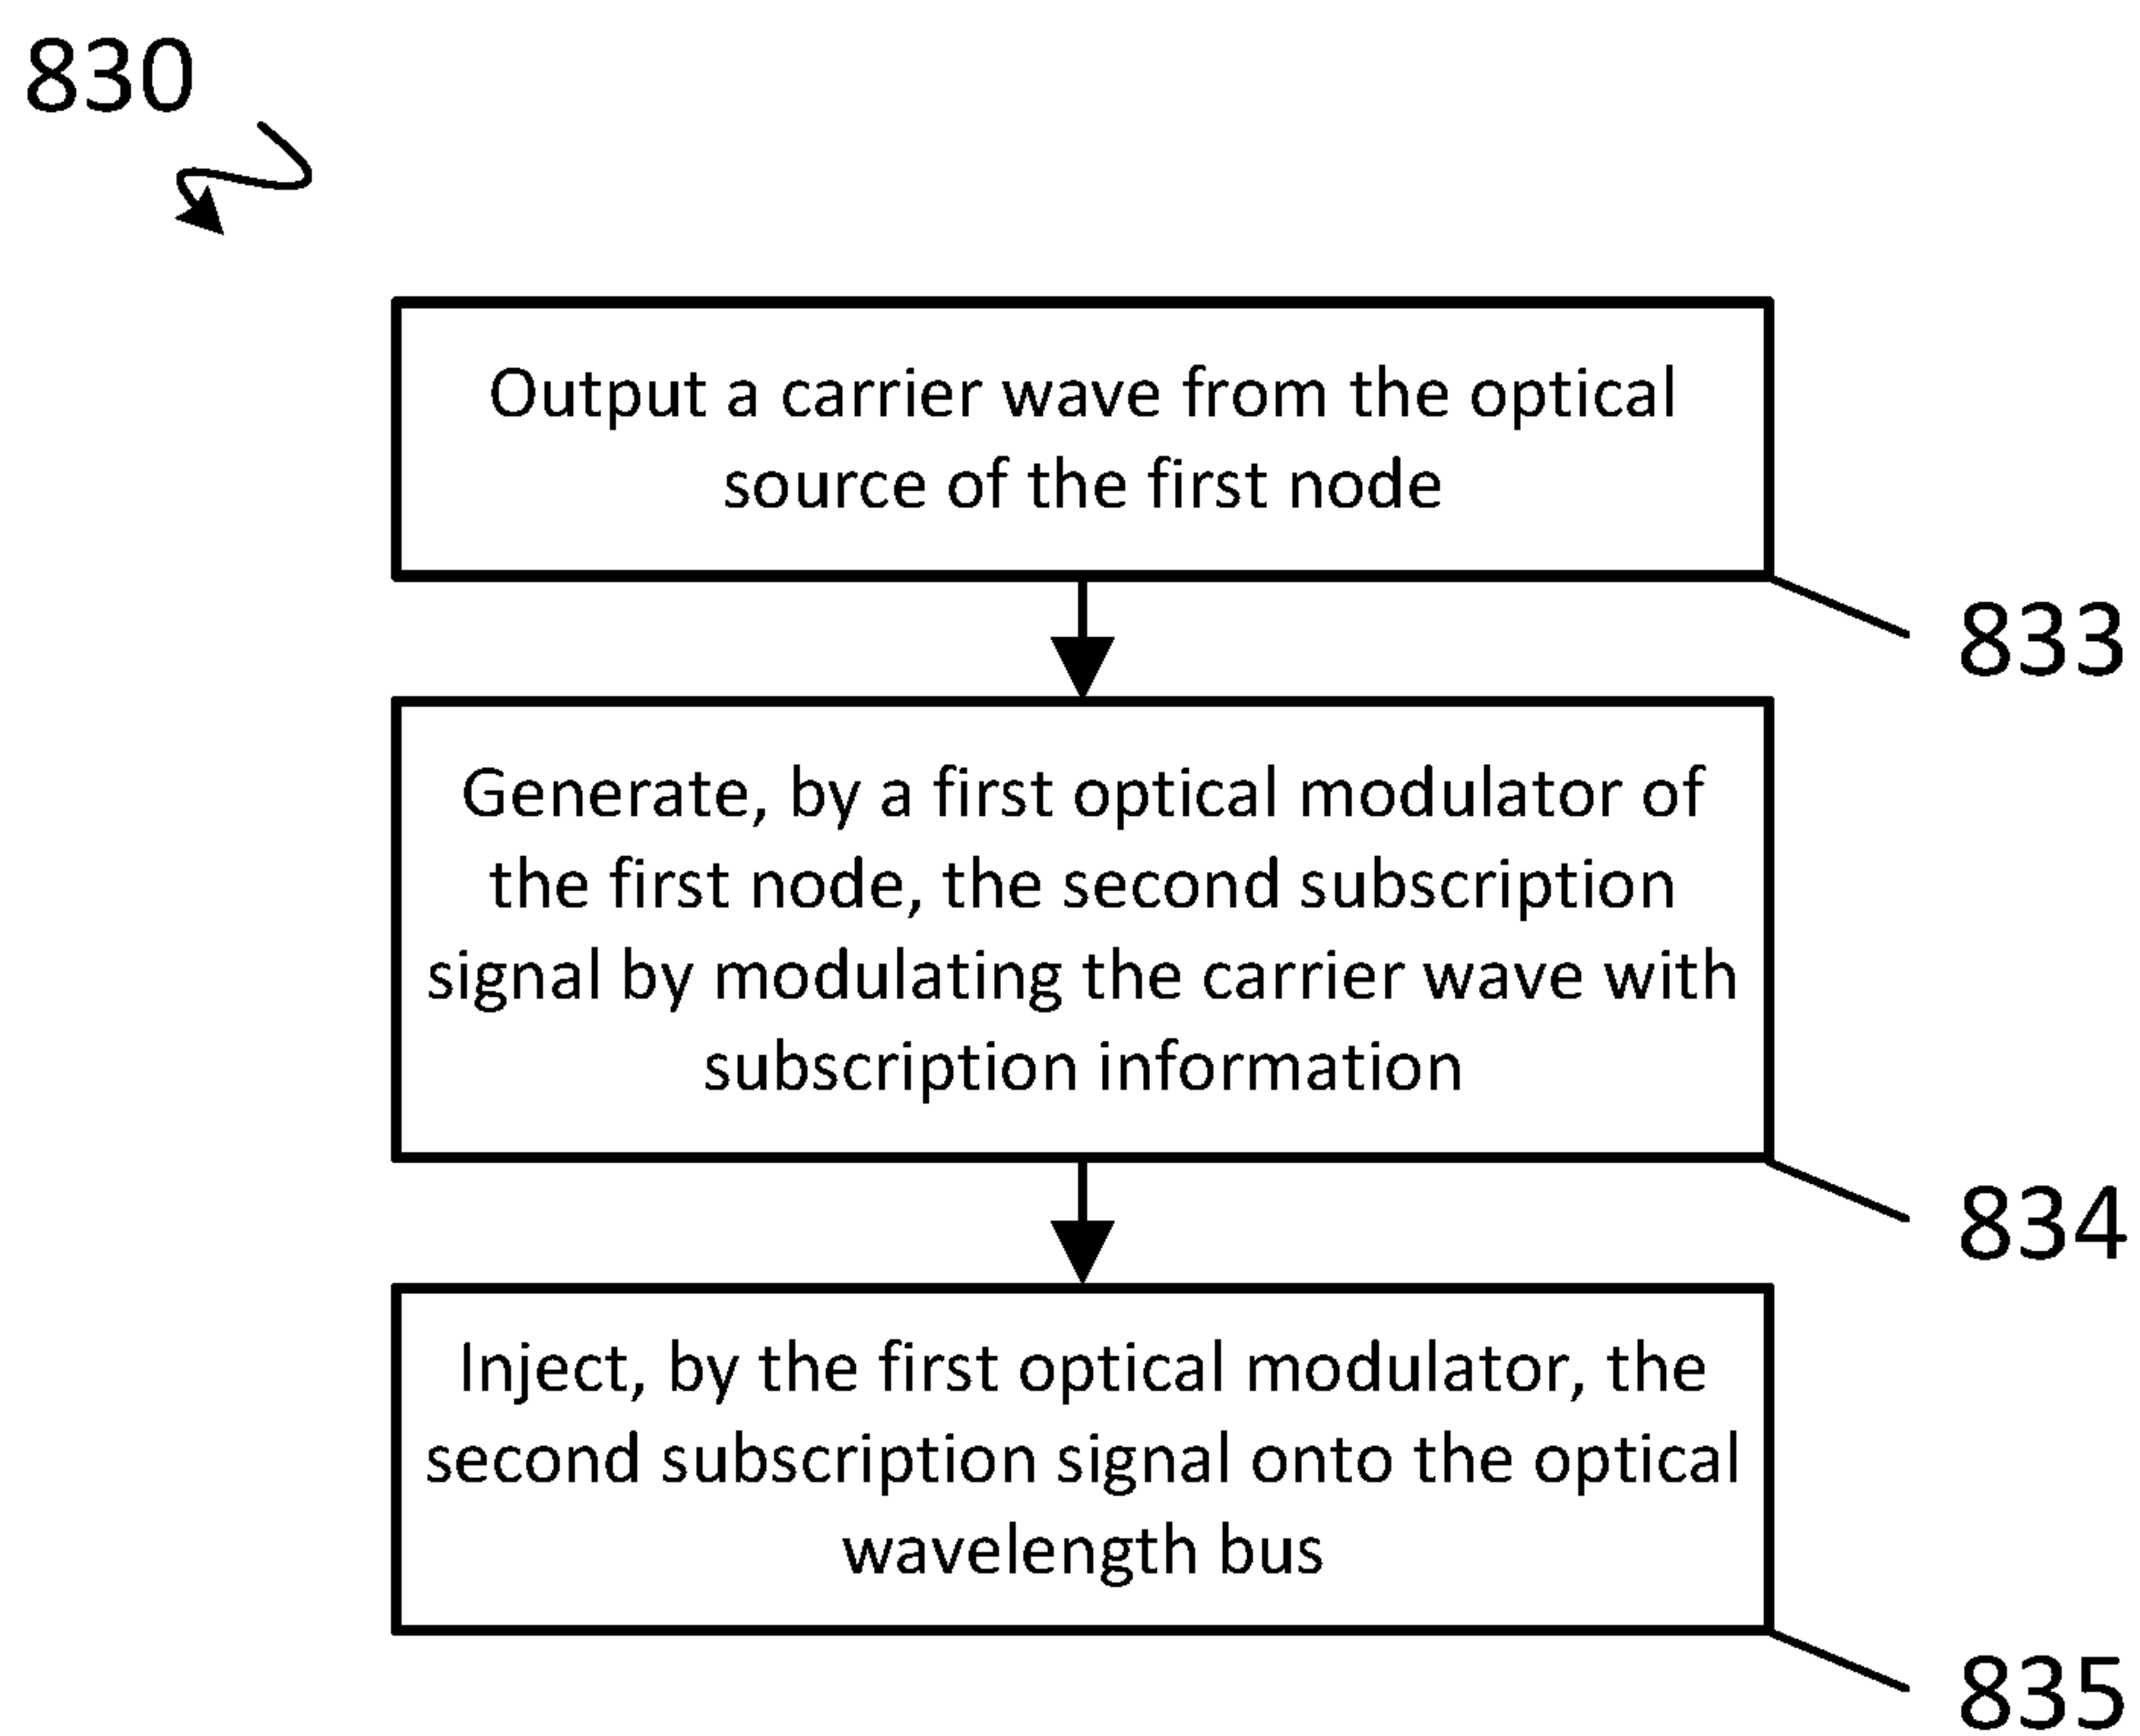 830
Output a carrier wave from the optical
source of the first node
833
Generate, by a first optical modulator of
the first node, the second subscription
signal by modulating the carrier wave with
subscription information
834
Inject, by the first optical modulator, the
second subscription signal onto the optical
wavelength bus
835